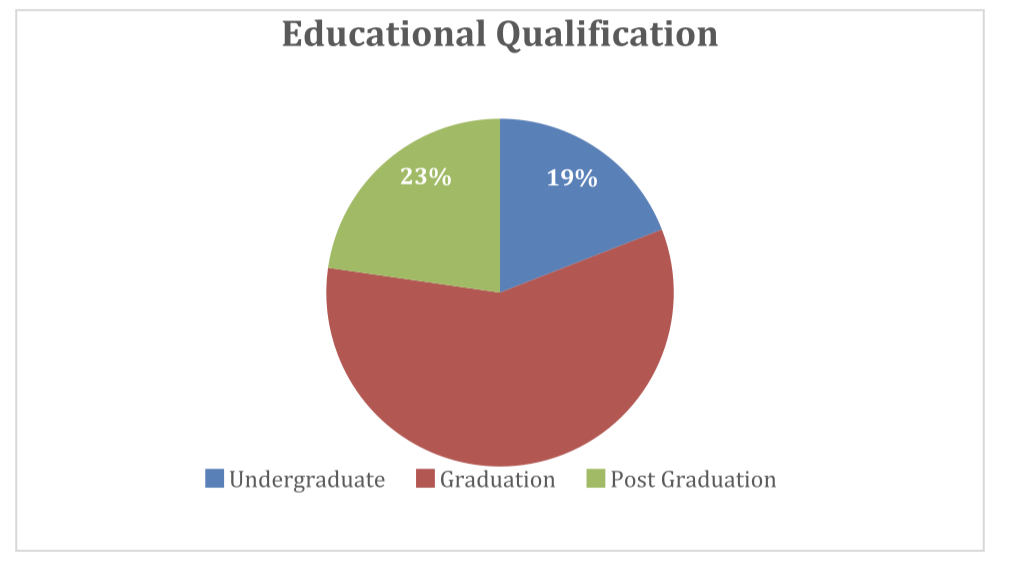 Educational Qualification
23%
19%
Undergraduate
Graduation
Post Graduation